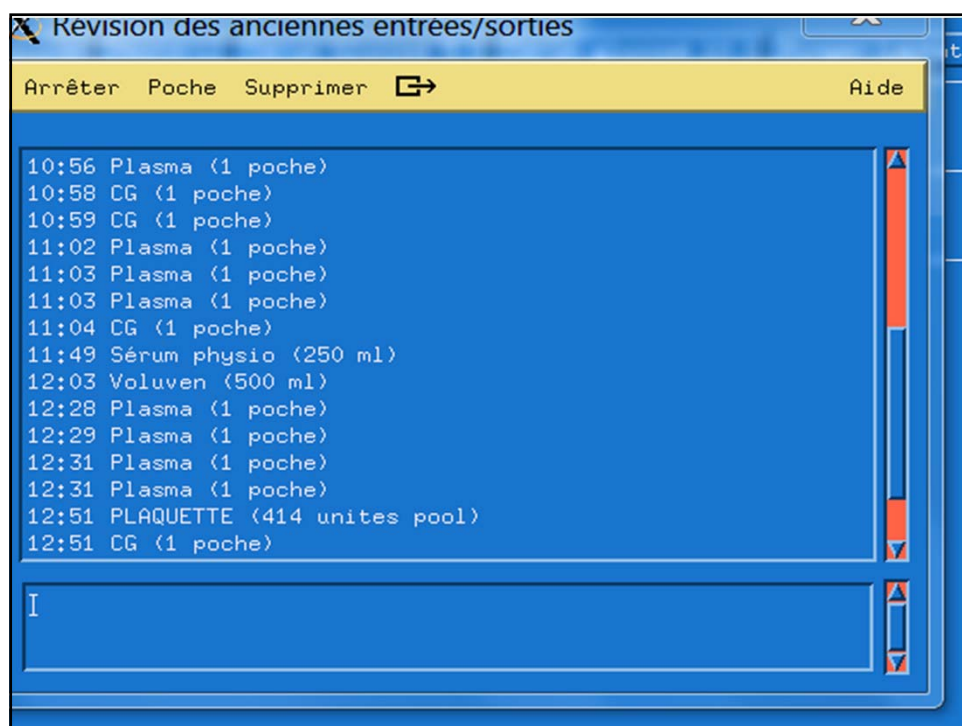 Révision des anciennes entrées/sorties
Arrêter Poche Supprimer Aide
10:56 Plasma (1 poche)
10:58 CG (1 poche)
10:59 CG (1 poche)
11:02 Plasma (1 poche)
11:03 Plasma (1 poche)
11:03 Plasma (1 poche)
11:04 CG (1 poche)
11:49 Sérum physio (250 ml)
12:03 Voluven (500 ml)
12:28 Plasma (1 poche)
12:29 Plasma (1 poche)
12:31 Plasma (1 poche)
12:31 Plasma (1 poche)
12:51 PLAQUETTE (414 unites pool)
12:51 CG (1 poche)